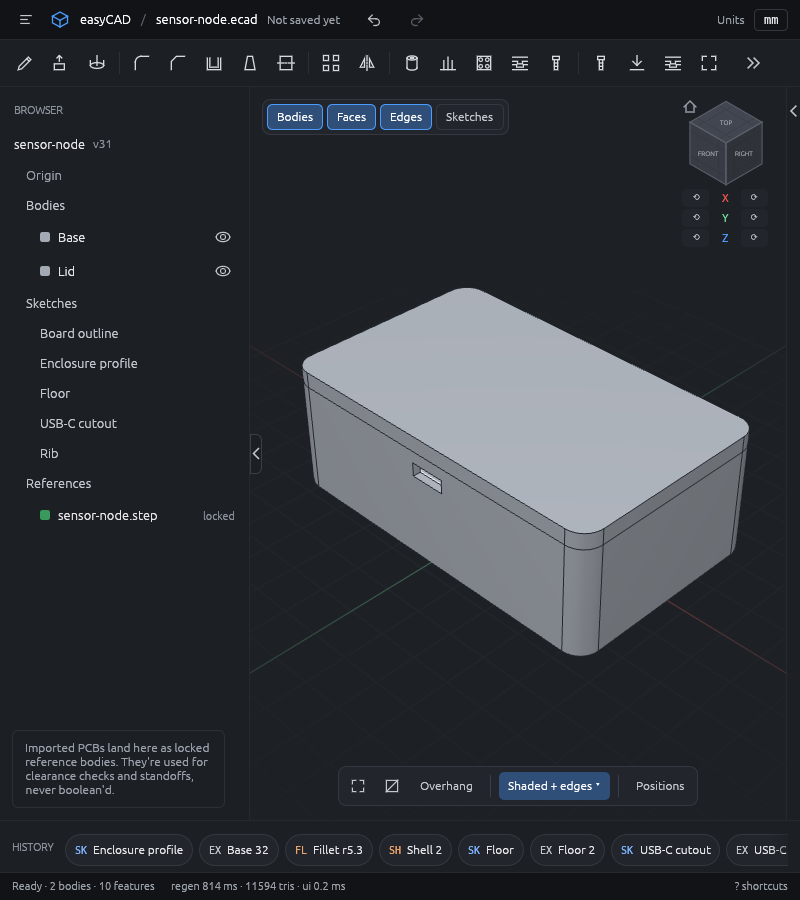 easyCAD / sensor-node.ecad Not saved yet Units mm
BROWSER
sensor-node v31
Origin
Bodies
Base
Lid
Sketches
Board outline
Enclosure profile
Floor
USB-C cutout
Rib
References
sensor-node.step locked
Imported PCBs land here as locked
reference bodies. They're used for
clearance checks and standoffs,
never boolean'd.
Bodies Faces Edges Sketches
TOP
FRONT RIGHT
X
Y
Z
Overhang Shaded + edges Positions
HISTORY SK Enclosure profile EX Base 32 FL Fillet r5.3 SH Shell 2 SK Floor EX Floor 2 SK USB-C cutout EX USB-C
Ready · 2 bodies · 10 features regen 814 ms · 11594 tris · ui 0.2 ms ? shortcuts